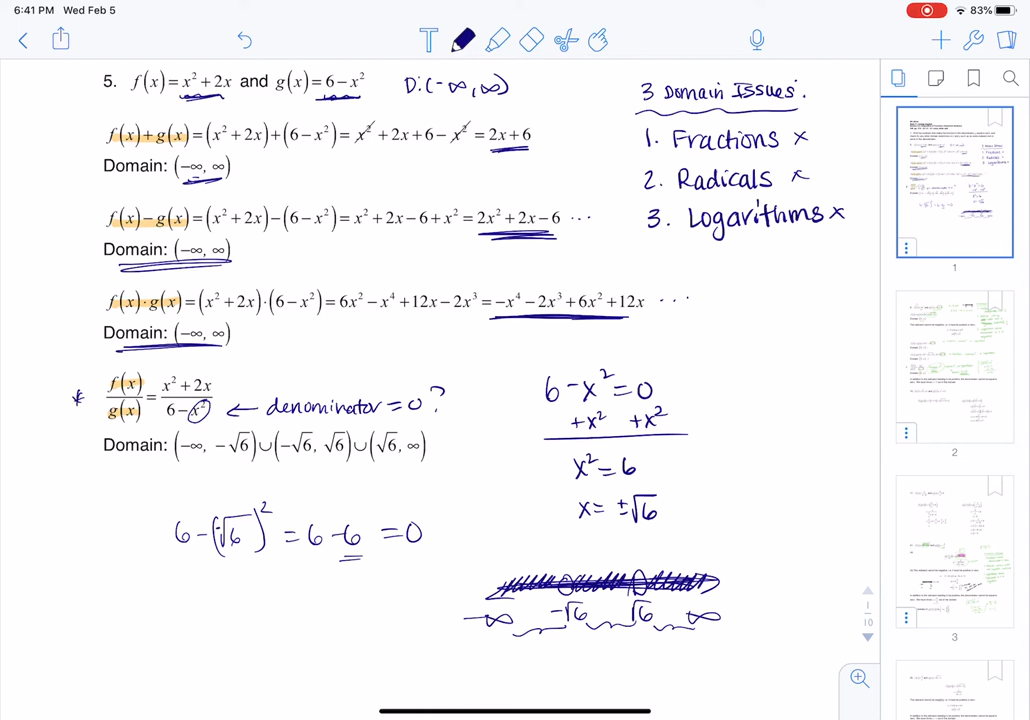 6:41 PM Wed Feb 5
83%
5. f(x) = x² + 2x and g(x) = 6 − x² D: (−∞, ∞)
f(x) + g(x) = (x² + 2x) + (6 − x²) = x² + 2x + 6 − x² = 2x + 6
Domain: (−∞, ∞)
f(x) − g(x) = (x² + 2x) − (6 − x²) = x² + 2x − 6 + x² = 2x² + 2x − 6 ...
Domain: (−∞, ∞)
f(x) · g(x) = (x² + 2x) · (6 − x²) = 6x² − x⁴ + 12x − 2x³ = −x⁴ − 2x³ + 6x² + 12x ...
Domain: (−∞, ∞)
* f(x)/g(x) = (x² + 2x)/(6 − x²) ← denominator = 0?
Domain: (−∞, −√6) ∪ (−√6, √6) ∪ (√6, ∞)
6 − (−√6)² = 6 − 6 = 0
3 Domain Issues:
1. Fractions ×
2. Radicals ×
3. Logarithms ×
6 − x² = 0
+x² +x²
x² = 6
x = ±√6
−∞ −√6 √6 ∞
1
2
3
1
10